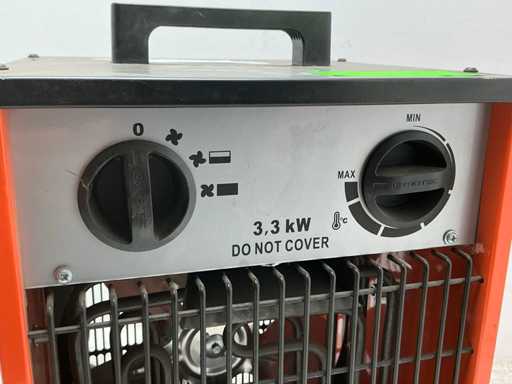 0
MIN
MAX
°C
3,3 kW
DO NOT COVER